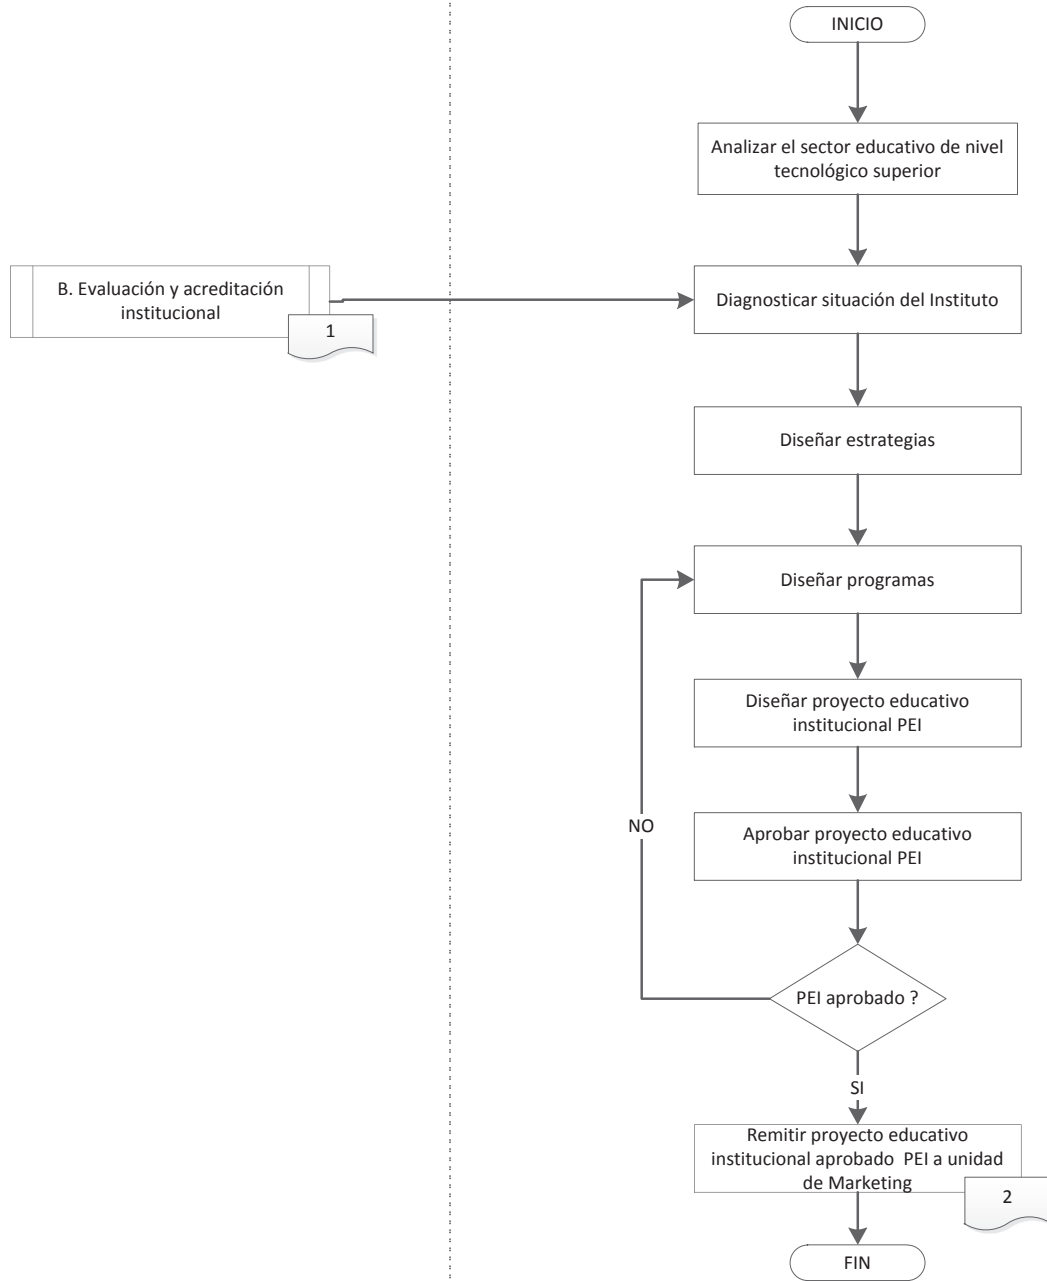 INICIO
Analizar el sector educativo de nivel
tecnológico superior
B. Evaluación y acreditación
institucional
1
Diagnosticar situación del Instituto
Diseñar estrategias
Diseñar programas
Diseñar proyecto educativo
institucional PEI
NO
Aprobar proyecto educativo
institucional PEI
PEI aprobado ?
SI
Remitir proyecto educativo
institucional aprobado  PEI a unidad
de Marketing
2
FIN